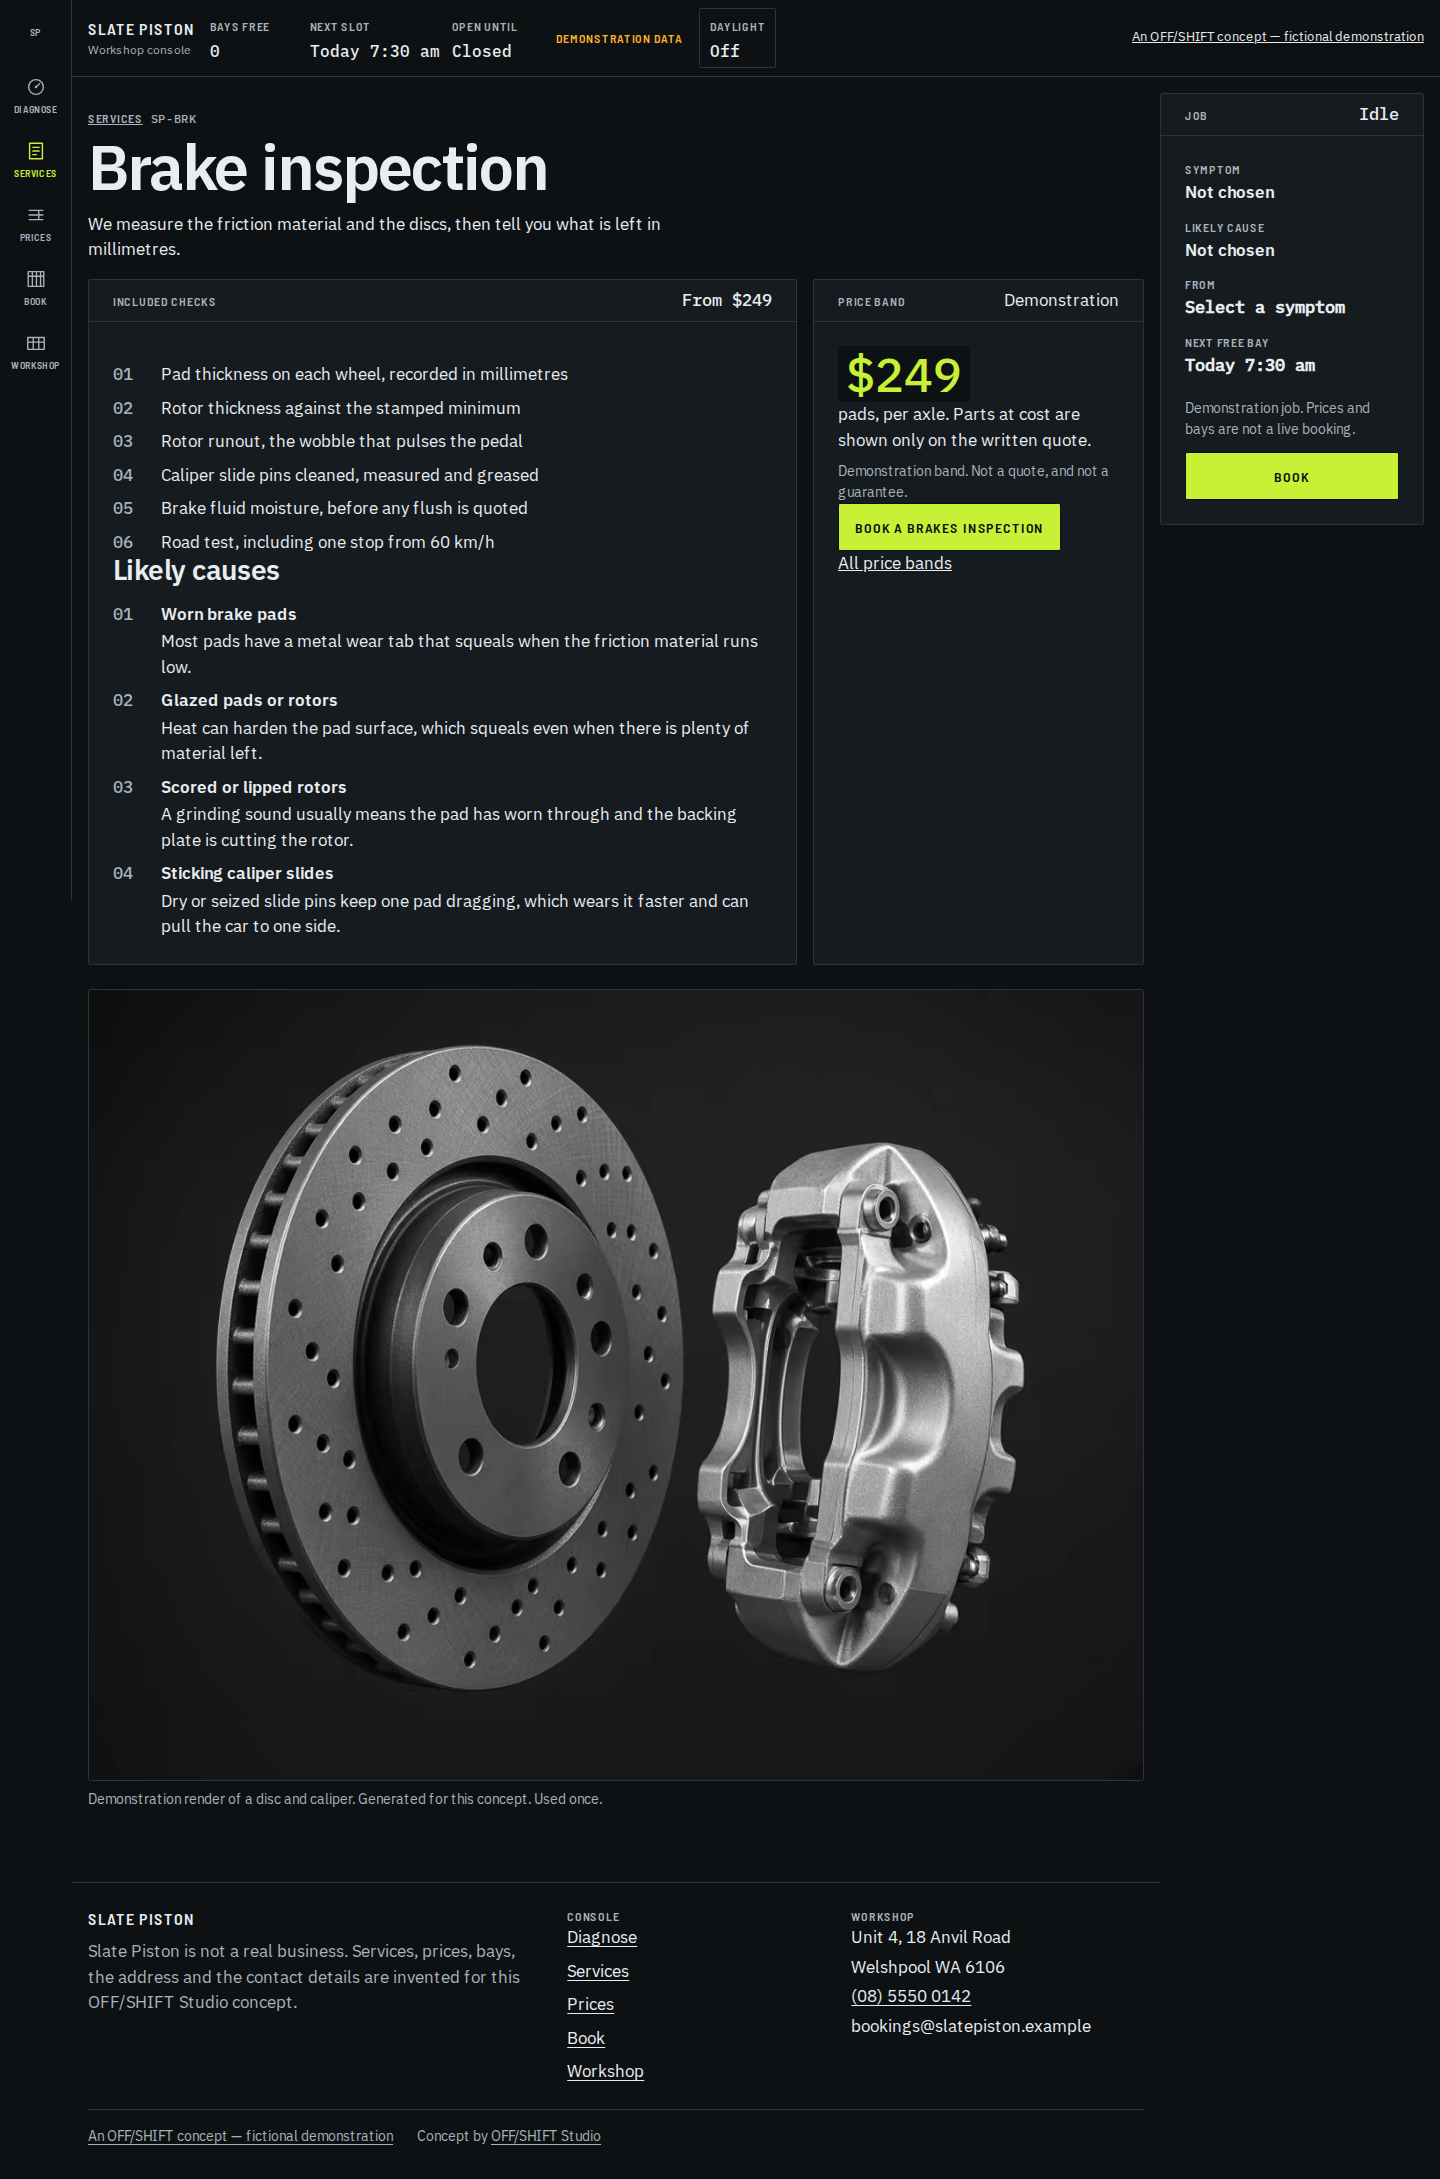 SP
DIAGNOSE
SERVICES
PRICES
BOOK
WORKSHOP
SLATE PISTON
Workshop console
BAYS FREE
0
NEXT SLOT
Today 7:30 am
OPEN UNTIL
Closed
DEMONSTRATION DATA
DAYLIGHT
Off
An OFF/SHIFT concept — fictional demonstration
SERVICES SP-BRK
Brake inspection
We measure the friction material and the discs, then tell you what is left in
millimetres.
INCLUDED CHECKS
From $249
01 Pad thickness on each wheel, recorded in millimetres
02 Rotor thickness against the stamped minimum
03 Rotor runout, the wobble that pulses the pedal
04 Caliper slide pins cleaned, measured and greased
05 Brake fluid moisture, before any flush is quoted
06 Road test, including one stop from 60 km/h
Likely causes
01 Worn brake pads
Most pads have a metal wear tab that squeals when the friction material runs
low.
02 Glazed pads or rotors
Heat can harden the pad surface, which squeals even when there is plenty of
material left.
03 Scored or lipped rotors
A grinding sound usually means the pad has worn through and the backing
plate is cutting the rotor.
04 Sticking caliper slides
Dry or seized slide pins keep one pad dragging, which wears it faster and can
pull the car to one side.
PRICE BAND
Demonstration
$249
pads, per axle. Parts at cost are
shown only on the written quote.
Demonstration band. Not a quote, and not a
guarantee.
BOOK A BRAKES INSPECTION
All price bands
JOB
Idle
SYMPTOM
Not chosen
LIKELY CAUSE
Not chosen
FROM
Select a symptom
NEXT FREE BAY
Today 7:30 am
Demonstration job. Prices and
bays are not a live booking.
BOOK
Demonstration render of a disc and caliper. Generated for this concept. Used once.
SLATE PISTON
Slate Piston is not a real business. Services, prices, bays,
the address and the contact details are invented for this
OFF/SHIFT Studio concept.
CONSOLE
Diagnose
Services
Prices
Book
Workshop
WORKSHOP
Unit 4, 18 Anvil Road
Welshpool WA 6106
(08) 5550 0142
bookings@slatepiston.example
An OFF/SHIFT concept — fictional demonstration
Concept by OFF/SHIFT Studio